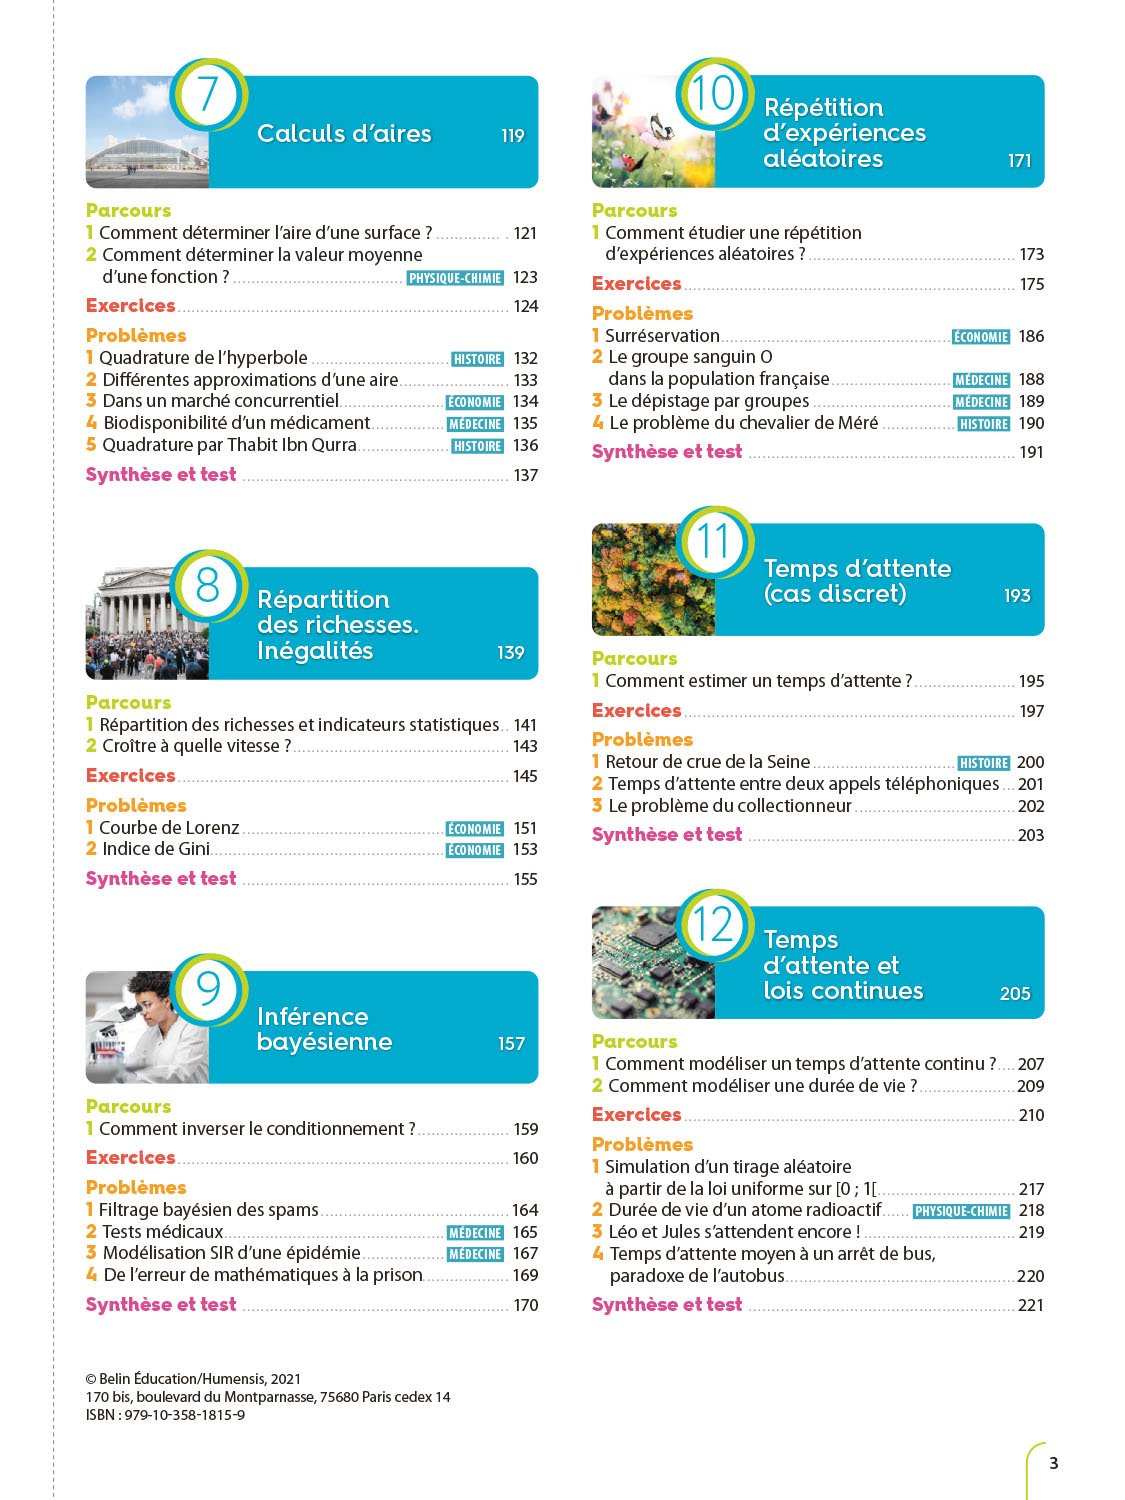 7
Calculs d'aires 119
Parcours
1 Comment déterminer l'aire d'une surface ? 121
2 Comment déterminer la valeur moyenne
d'une fonction ? PHYSIQUE-CHIMIE 123
Exercices 124
Problèmes
1 Quadrature de l'hyperbole HISTOIRE 132
2 Différentes approximations d'une aire 133
3 Dans un marché concurrentiel ÉCONOMIE 134
4 Biodisponibilité d'un médicament MÉDECINE 135
5 Quadrature par Thabit Ibn Qurra HISTOIRE 136
Synthèse et test 137
8
Répartition
des richesses.
Inégalités 139
Parcours
1 Répartition des richesses et indicateurs statistiques 141
2 Croître à quelle vitesse ? 143
Exercices 145
Problèmes
1 Courbe de Lorenz ÉCONOMIE 151
2 Indice de Gini ÉCONOMIE 153
Synthèse et test 155
9
Inférence
bayésienne 157
Parcours
1 Comment inverser le conditionnement ? 159
Exercices 160
Problèmes
1 Filtrage bayésien des spams 164
2 Tests médicaux MÉDECINE 165
3 Modélisation SIR d'une épidémie MÉDECINE 167
4 De l'erreur de mathématiques à la prison 169
Synthèse et test 170
10
Répétition
d'expériences
aléatoires 171
Parcours
1 Comment étudier une répétition
d'expériences aléatoires ? 173
Exercices 175
Problèmes
1 Surréservation ÉCONOMIE 186
2 Le groupe sanguin O
dans la population française MÉDECINE 188
3 Le dépistage par groupes MÉDECINE 189
4 Le problème du chevalier de Méré HISTOIRE 190
Synthèse et test 191
11
Temps d'attente
(cas discret) 193
Parcours
1 Comment estimer un temps d'attente ? 195
Exercices 197
Problèmes
1 Retour de crue de la Seine HISTOIRE 200
2 Temps d'attente entre deux appels téléphoniques 201
3 Le problème du collectionneur 202
Synthèse et test 203
12
Temps
d'attente et
lois continues 205
Parcours
1 Comment modéliser un temps d'attente continu ? 207
2 Comment modéliser une durée de vie ? 209
Exercices 210
Problèmes
1 Simulation d'un tirage aléatoire
à partir de la loi uniforme sur [0 ; 1[ 217
2 Durée de vie d'un atome radioactif PHYSIQUE-CHIMIE 218
3 Léo et Jules s'attendent encore ! 219
4 Temps d'attente moyen à un arrêt de bus,
paradoxe de l'autobus 220
Synthèse et test 221
© Belin Éducation/Humensis, 2021
170 bis, boulevard du Montparnasse, 75680 Paris cedex 14
ISBN : 979-10-358-1815-9
3